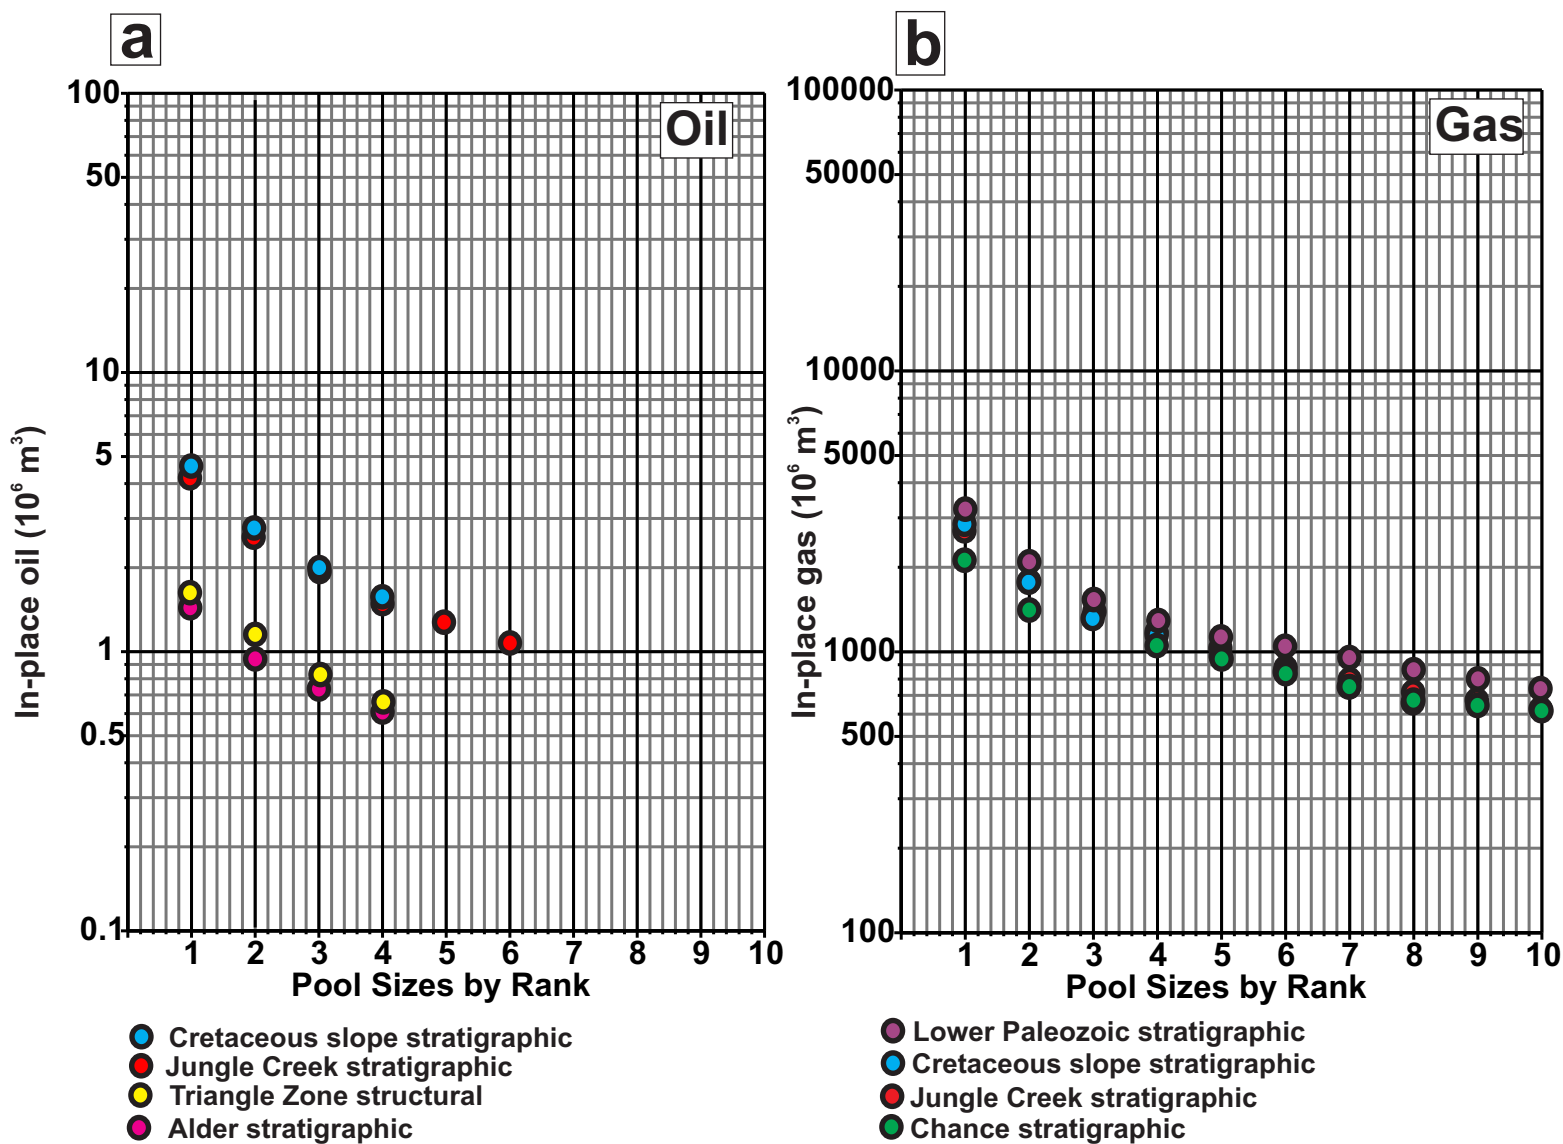 a
Oil
100
50
10
5
1
0.5
0.1
In-place oil (10⁶ m³)
1 2 3 4 5 6 7 8 9 10
Pool Sizes by Rank
Cretaceous slope stratigraphic
Jungle Creek stratigraphic
Triangle Zone structural
Alder stratigraphic
b
Gas
100000
50000
10000
5000
1000
500
100
In-place gas (10⁶ m³)
1 2 3 4 5 6 7 8 9 10
Pool Sizes by Rank
Lower Paleozoic stratigraphic
Cretaceous slope stratigraphic
Jungle Creek stratigraphic
Chance stratigraphic